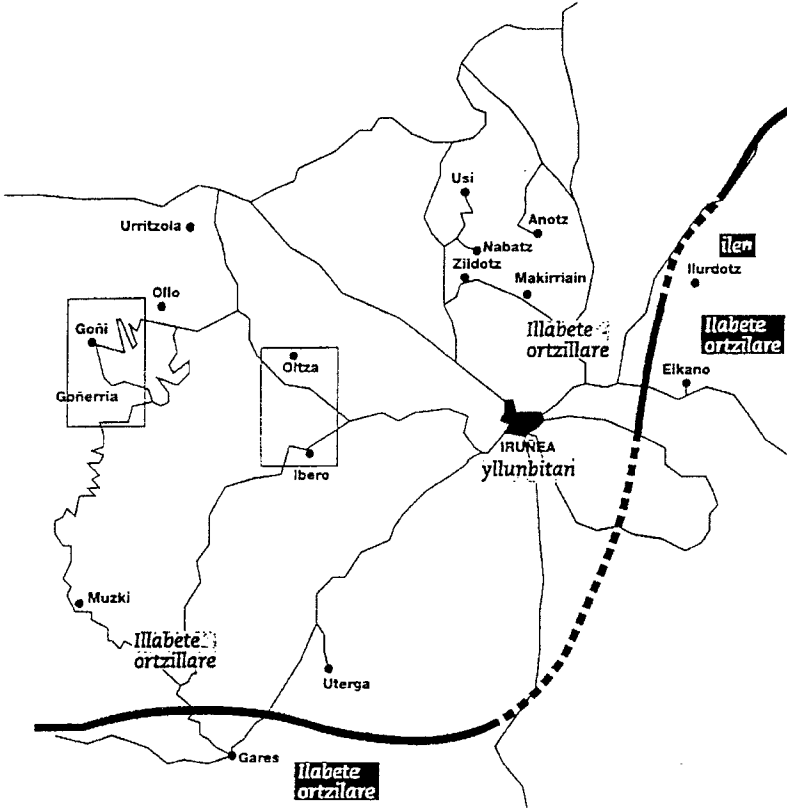 Usi
Urritzola
Anotz
Nabatz
ilen
Zildotz
Ilurdotz
Makirriain
Ollo
Illabete
ortzillare
Ilabete
ortzilare
Goñi
Oltza
Elkano
Goñerria
IRUÑEA
yllunbitari
Ibero
Muzki
Illabete
ortzillare
Uterga
Gares
Ilabete
ortzilare